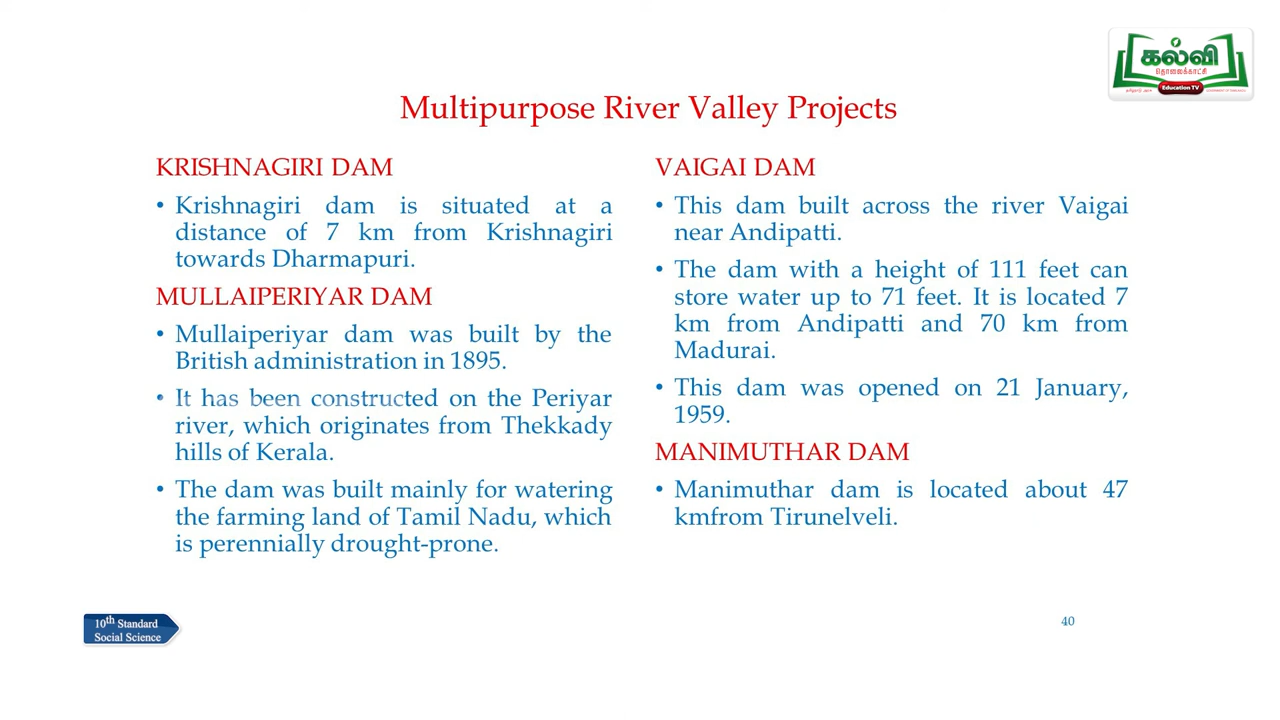 கல்வி
தொலைக்காட்சி
Education TV
Multipurpose River Valley Projects
KRISHNAGIRI DAM
• Krishnagiri dam is situated at a
distance of 7 km from Krishnagiri
towards Dharmapuri.
MULLAIPERIYAR DAM
• Mullaiperiyar dam was built by the
British administration in 1895.
• It has been constructed on the Periyar
river, which originates from Thekkady
hills of Kerala.
• The dam was built mainly for watering
the farming land of Tamil Nadu, which
is perennially drought-prone.
VAIGAI DAM
• This dam built across the river Vaigai
near Andipatti.
• The dam with a height of 111 feet can
store water up to 71 feet. It is located 7
km from Andipatti and 70 km from
Madurai.
• This dam was opened on 21 January,
1959.
MANIMUTHAR DAM
• Manimuthar dam is located about 47
kmfrom Tirunelveli.
10th Standard
Social Science
40